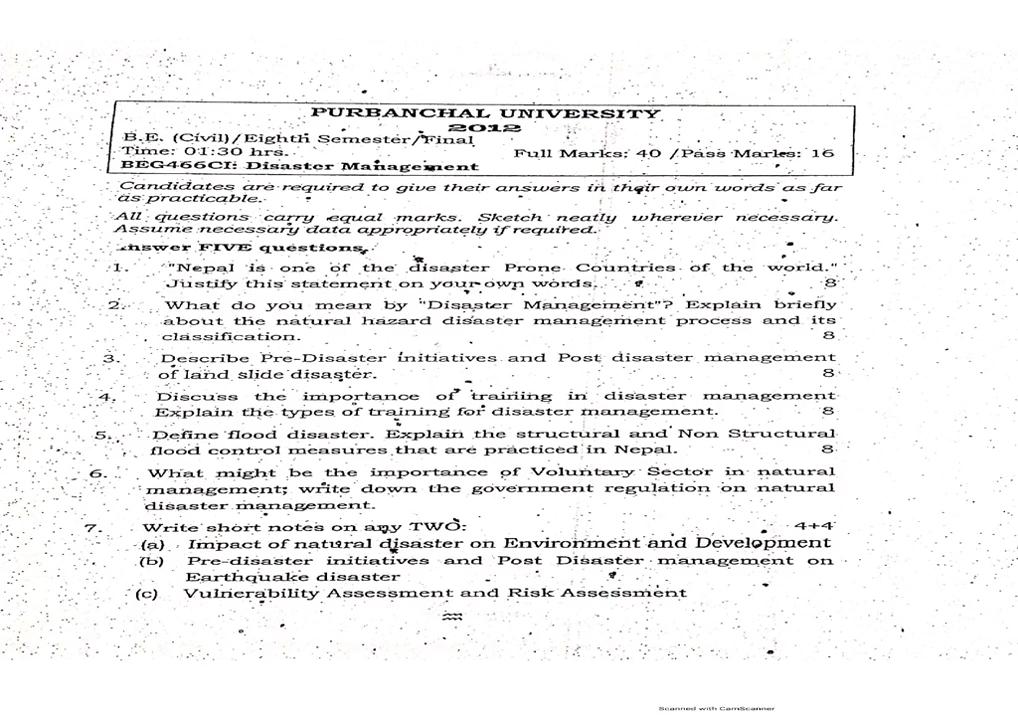 PURBANCHAL UNIVERSITY
2012
B.E. (Civil)/Eighth Semester/Final
Time: 01:30 hrs. Full Marks: 40 /Pass Marks: 16
BEG466CI: Disaster Management
Candidates are required to give their answers in their own words as far
as practicable.
All questions carry equal marks. Sketch neatly wherever necessary.
Assume necessary data appropriately if required.
Answer FIVE questions.
1. "Nepal is one of the disaster Prone Countries of the world."
Justify this statement on your own words. 8
2. What do you mean by "Disaster Management"? Explain briefly
about the natural hazard disaster management process and its
classification. 8
3. Describe Pre-Disaster initiatives and Post disaster management
of land slide disaster. 8
4. Discuss the importance of training in disaster management
Explain the types of training for disaster management. 8
5. Define flood disaster. Explain the structural and Non Structural
flood control measures that are practiced in Nepal. 8
6. What might be the importance of Voluntary Sector in natural
management; write down the government regulation on natural
disaster management.
7. Write short notes on any TWO: 4+4
(a) Impact of natural disaster on Environment and Development
(b) Pre-disaster initiatives and Post Disaster management on
Earthquake disaster
(c) Vulnerability Assessment and Risk Assessment
Scanned with CamScanner